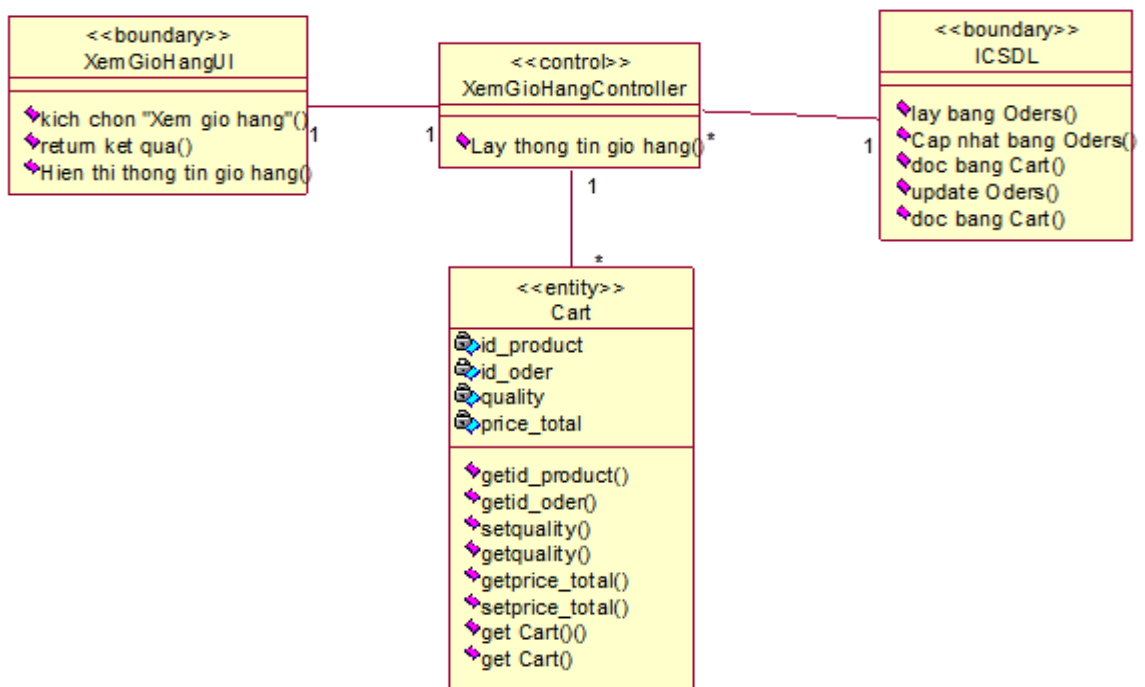 <<boundary>>
XemGioHangUI
kich chon "Xem gio hang"()
return ket qua()
Hien thi thong tin gio hang()
1
1
<<control>>
XemGioHangController
Lay thong tin gio hang()
*
1
1
*
<<boundary>>
ICSDL
lay bang Oders()
Cap nhat bang Oders()
doc bang Cart()
update Oders()
doc bang Cart()
<<entity>>
Cart
id_product
id_oder
quality
price_total
getid_product()
getid_oder()
setquality()
getquality()
getprice_total()
setprice_total()
get Cart()()
get Cart()